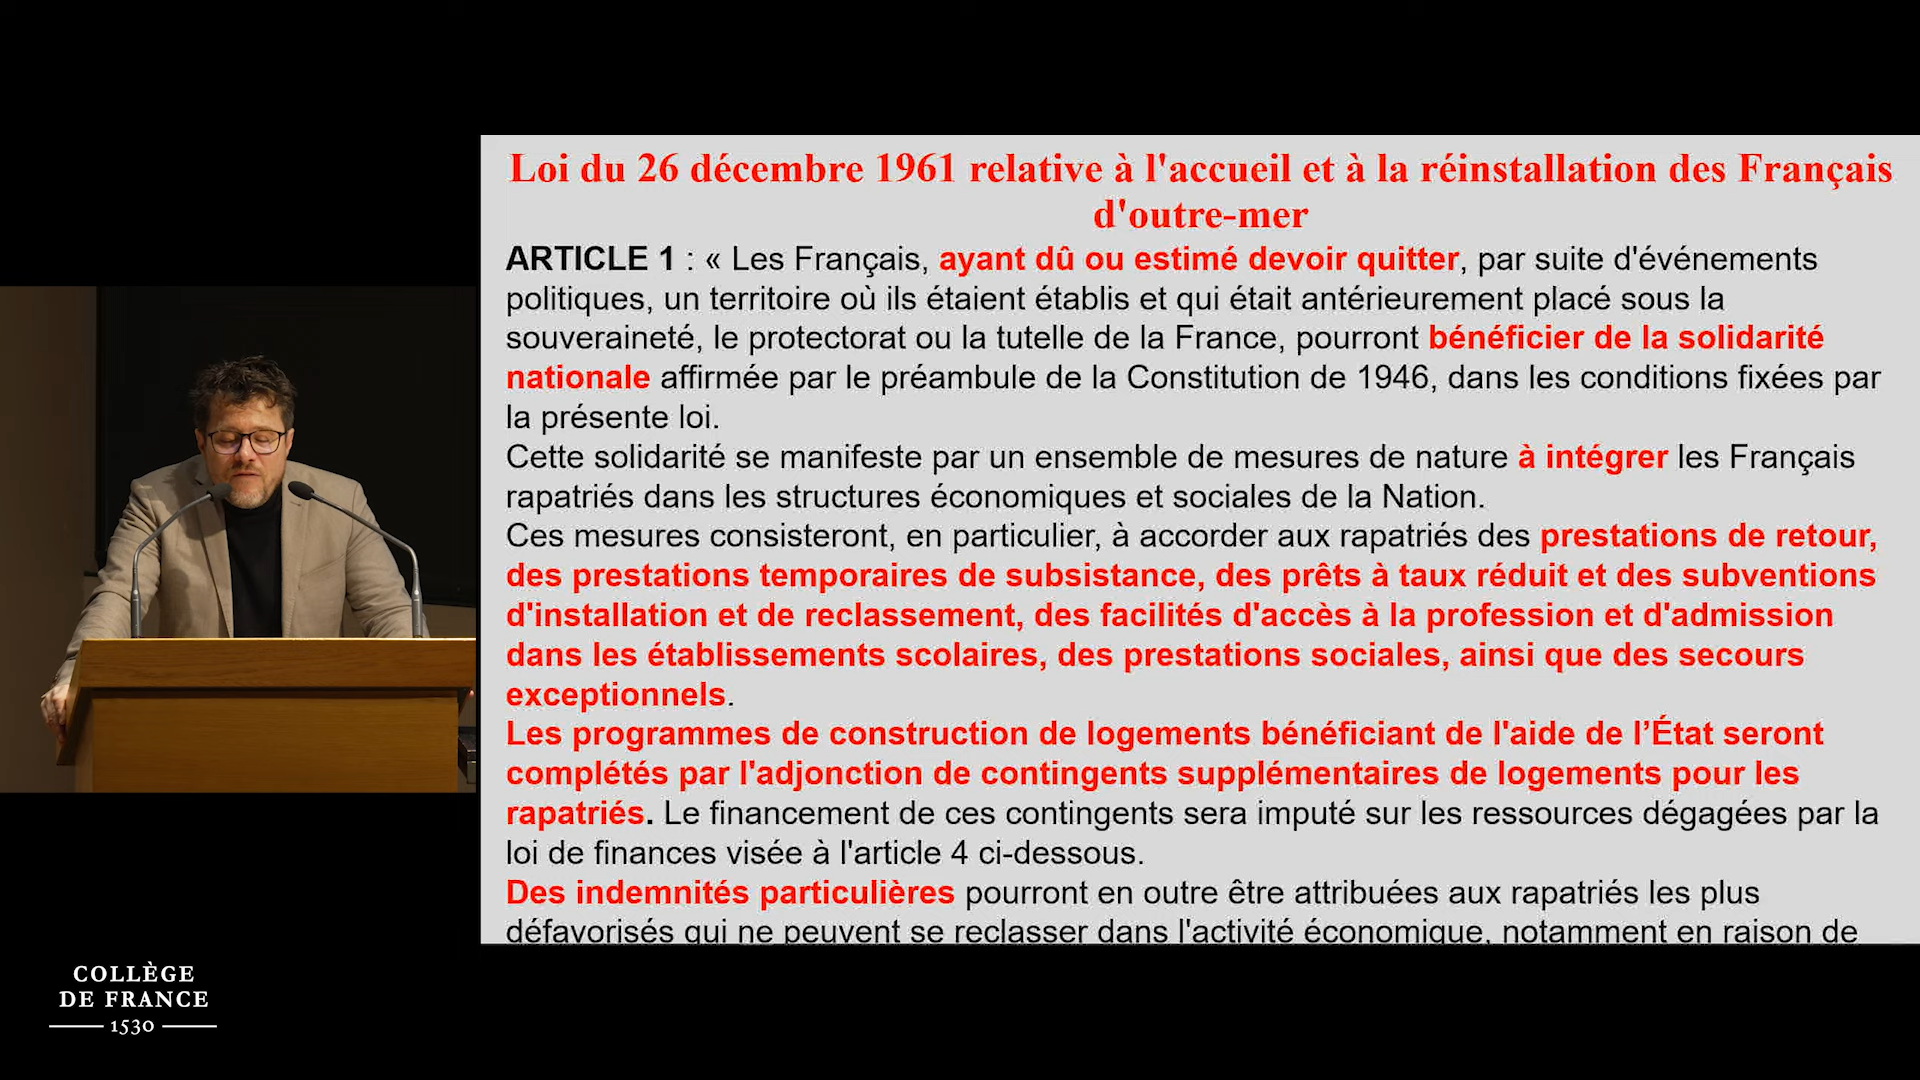 Loi du 26 décembre 1961 relative à l'accueil et à la réinstallation des Français
d'outre-mer
ARTICLE 1 : « Les Français, ayant dû ou estimé devoir quitter, par suite d'événements
politiques, un territoire où ils étaient établis et qui était antérieurement placé sous la
souveraineté, le protectorat ou la tutelle de la France, pourront bénéficier de la solidarité
nationale affirmée par le préambule de la Constitution de 1946, dans les conditions fixées par
la présente loi.
Cette solidarité se manifeste par un ensemble de mesures de nature à intégrer les Français
rapatriés dans les structures économiques et sociales de la Nation.
Ces mesures consisteront, en particulier, à accorder aux rapatriés des prestations de retour,
des prestations temporaires de subsistance, des prêts à taux réduit et des subventions
d'installation et de reclassement, des facilités d'accès à la profession et d'admission
dans les établissements scolaires, des prestations sociales, ainsi que des secours
exceptionnels.
Les programmes de construction de logements bénéficiant de l'aide de l’État seront
complétés par l'adjonction de contingents supplémentaires de logements pour les
rapatriés. Le financement de ces contingents sera imputé sur les ressources dégagées par la
loi de finances visée à l'article 4 ci-dessous.
Des indemnités particulières pourront en outre être attribuées aux rapatriés les plus
défavorisés qui ne peuvent se reclasser dans l'activité économique, notamment en raison de
COLLÈGE
DE FRANCE
1530